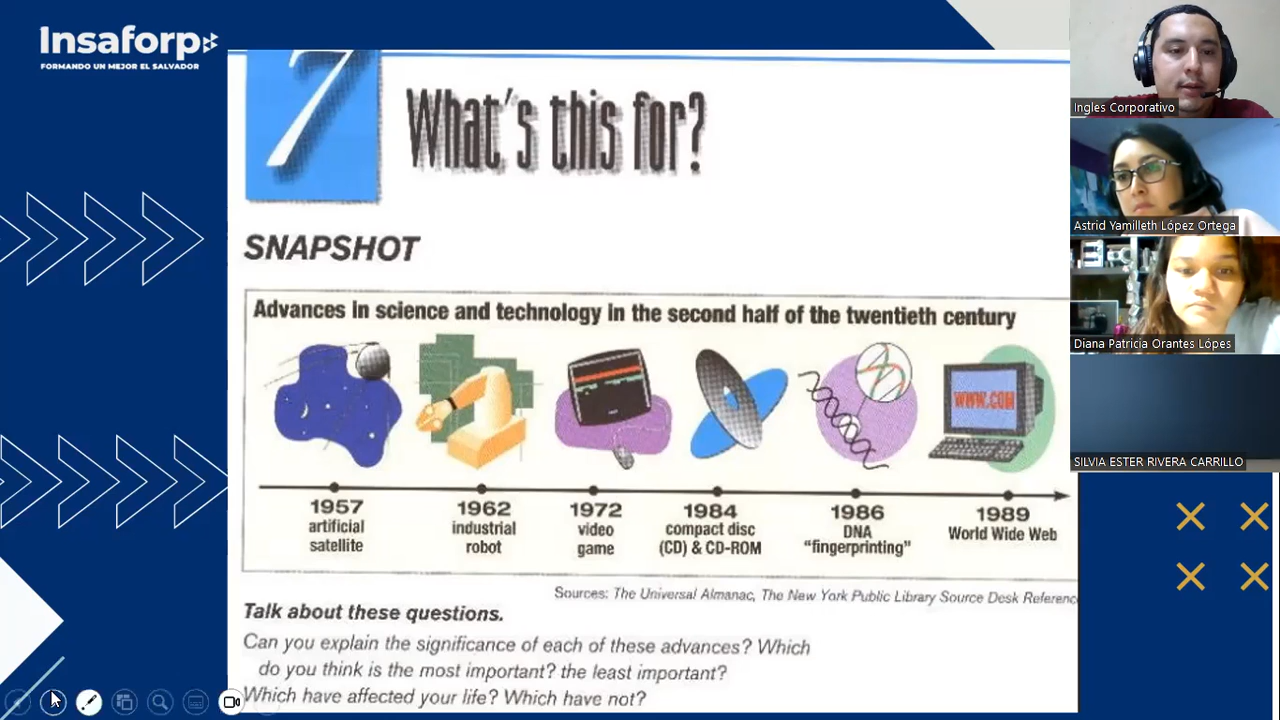 Insaforp
FORMANDO UN MEJOR EL SALVADOR
7
What's this for?
SNAPSHOT
Advances in science and technology in the second half of the twentieth century
WWW.COM
1957
artificial
satellite
1962
industrial
robot
1972
video
game
1984
compact disc
(CD) & CD-ROM
1986
DNA
"fingerprinting"
1989
World Wide Web
Sources: The Universal Almanac, The New York Public Library Source Desk Referenc
Talk about these questions.
Can you explain the significance of each of these advances? Which
do you think is the most important? the least important?
Which have affected your life? Which have not?
Ingles Corporativo
Astrid Yamilleth López Ortega
Diana Patricia Orantes Lópes
SILVIA ESTER RIVERA CARRILLO